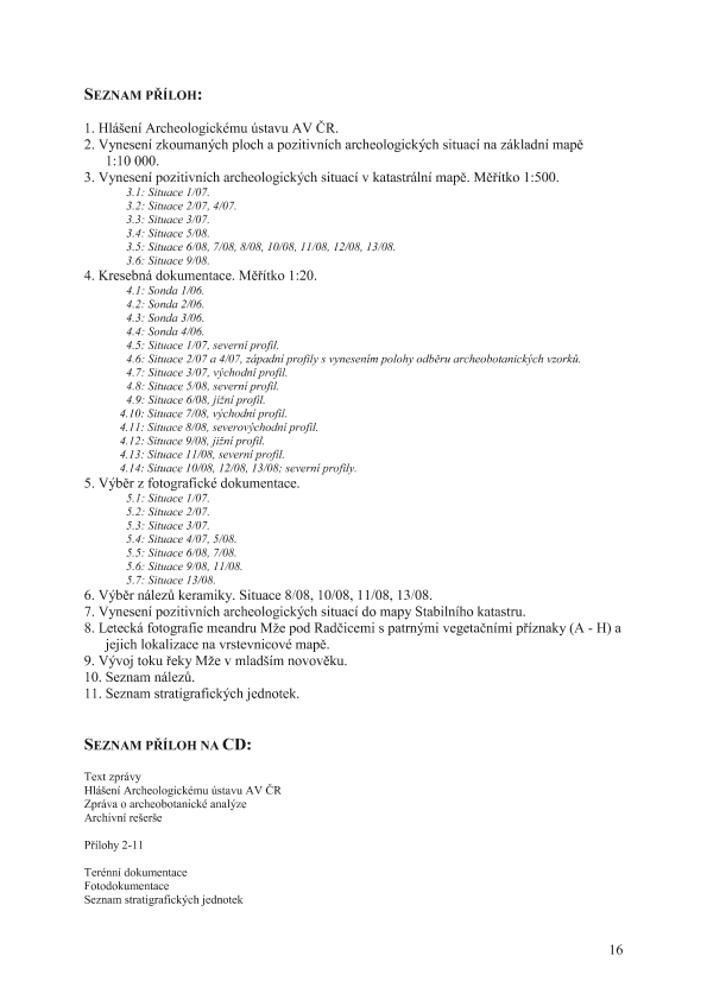 SEZNAM PŘÍLOH:
1. Hlášení Archeologickému ústavu AV ČR.
2. Vynesení zkoumaných ploch a pozitivních archeologických situací na základní mapě
1:10 000.
3. Vynesení pozitivních archeologických situací v katastrální mapě. Měřítko 1:500.
3.1: Situace 1/07.
3.2: Situace 2/07, 4/07.
3.3: Situace 3/07.
3.4: Situace 5/08.
3.5: Situace 6/08, 7/08, 8/08, 10/08, 11/08, 12/08, 13/08.
3.6: Situace 9/08.
4. Kresebná dokumentace. Měřítko 1:20.
4.1: Sonda 1/06.
4.2: Sonda 2/06.
4.3: Sonda 3/06.
4.4: Sonda 4/06.
4.5: Situace 1/07, severní profil.
4.6: Situace 2/07 a 4/07, západní profily s vynesením polohy odběru archeobotanických vzorků.
4.7: Situace 3/07, východní profil.
4.8: Situace 5/08, severní profil.
4.9: Situace 6/08, jižní profil.
4.10: Situace 7/08, východní profil.
4.11: Situace 8/08, severovýchodní profil.
4.12: Situace 9/08, jižní profil.
4.13: Situace 11/08, severní profil.
4.14: Situace 10/08, 12/08, 13/08; severní profily.
5. Výběr z fotografické dokumentace.
5.1: Situace 1/07.
5.2: Situace 2/07.
5.3: Situace 3/07.
5.4: Situace 4/07, 5/08.
5.5: Situace 6/08, 7/08.
5.6: Situace 9/08, 11/08.
5.7: Situace 13/08.
6. Výběr nálezů keramiky. Situace 8/08, 10/08, 11/08, 13/08.
7. Vynesení pozitivních archeologických situací do mapy Stabilního katastru.
8. Letecká fotografie meandru Mže pod Radčicemi s patrnými vegetačními příznaky (A - H) a
jejich lokalizace na vrstevnicové mapě.
9. Vývoj toku řeky Mže v mladším novověku.
10. Seznam nálezů.
11. Seznam stratigrafických jednotek.
SEZNAM PŘÍLOH NA CD:
Text zprávy
Hlášení Archeologickému ústavu AV ČR
Zpráva o archeobotanické analýze
Archivní rešerše
Přílohy 2-11
Terénní dokumentace
Fotodokumentace
Seznam stratigrafických jednotek
16